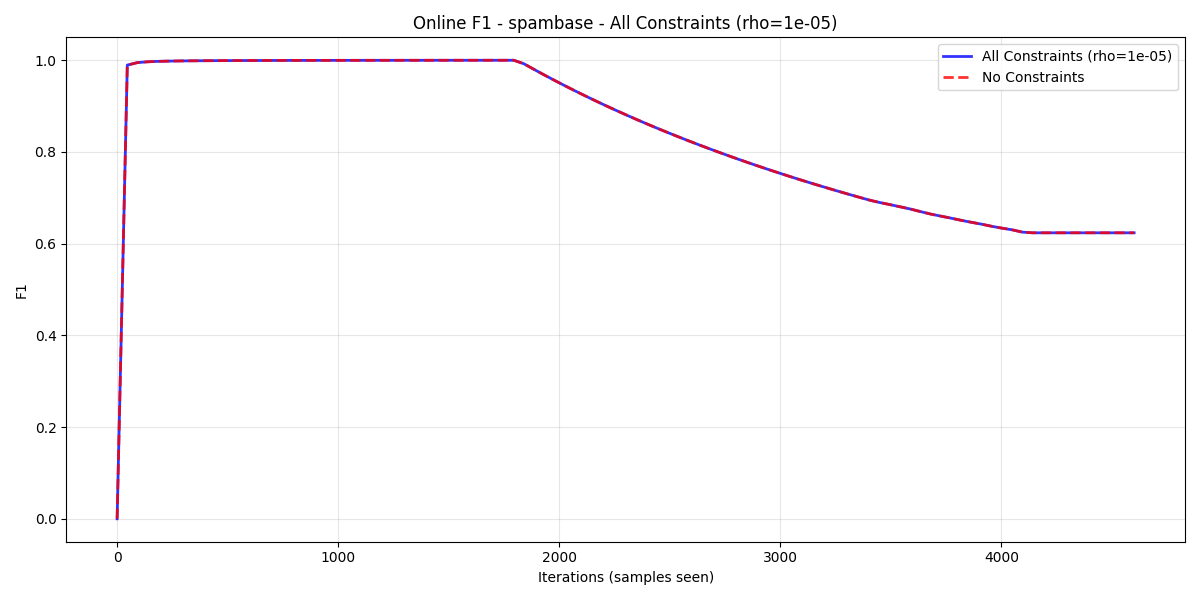 Online F1 - spambase - All Constraints (rho=1e-05)
All Constraints (rho=1e-05)
No Constraints
1.0
0.8
0.6
0.4
0.2
0.0
F1
0 1000 2000 3000 4000
Iterations (samples seen)